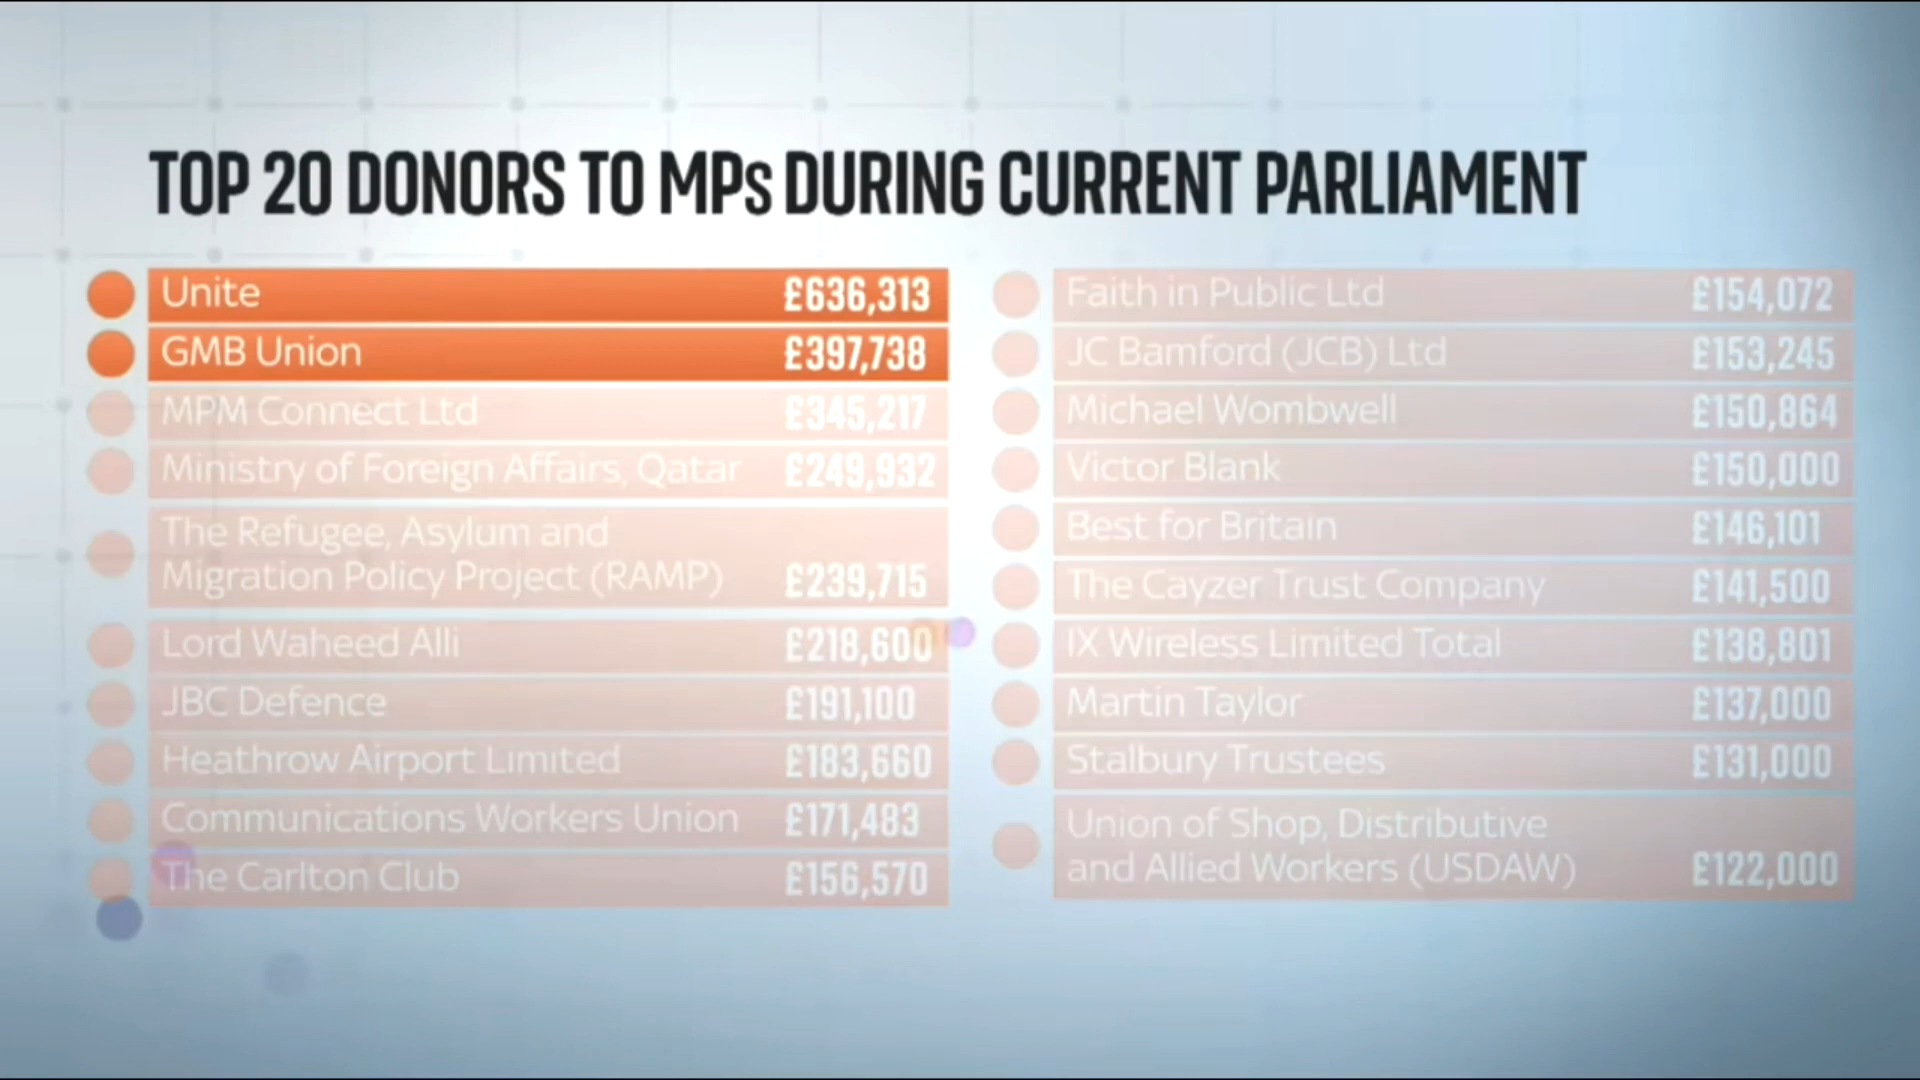 TOP 20 DONORS TO MPs DURING CURRENT PARLIAMENT
Unite £636,313
GMB Union £397,738
MPM Connect Ltd £345,217
Ministry of Foreign Affairs, Qatar £249,932
The Refugee, Asylum and
Migration Policy Project (RAMP) £239,715
Lord Waheed Alli £218,600
JBC Defence £191,100
Heathrow Airport Limited £183,660
Communications Workers Union £171,483
The Carlton Club £156,570
Faith in Public Ltd £154,072
JC Bamford (JCB) Ltd £153,245
Michael Wombwell £150,864
Victor Blank £150,000
Best for Britain £146,101
The Cayzer Trust Company £141,500
IX Wireless Limited Total £138,801
Martin Taylor £137,000
Stalbury Trustees £131,000
Union of Shop, Distributive
and Allied Workers (USDAW) £122,000